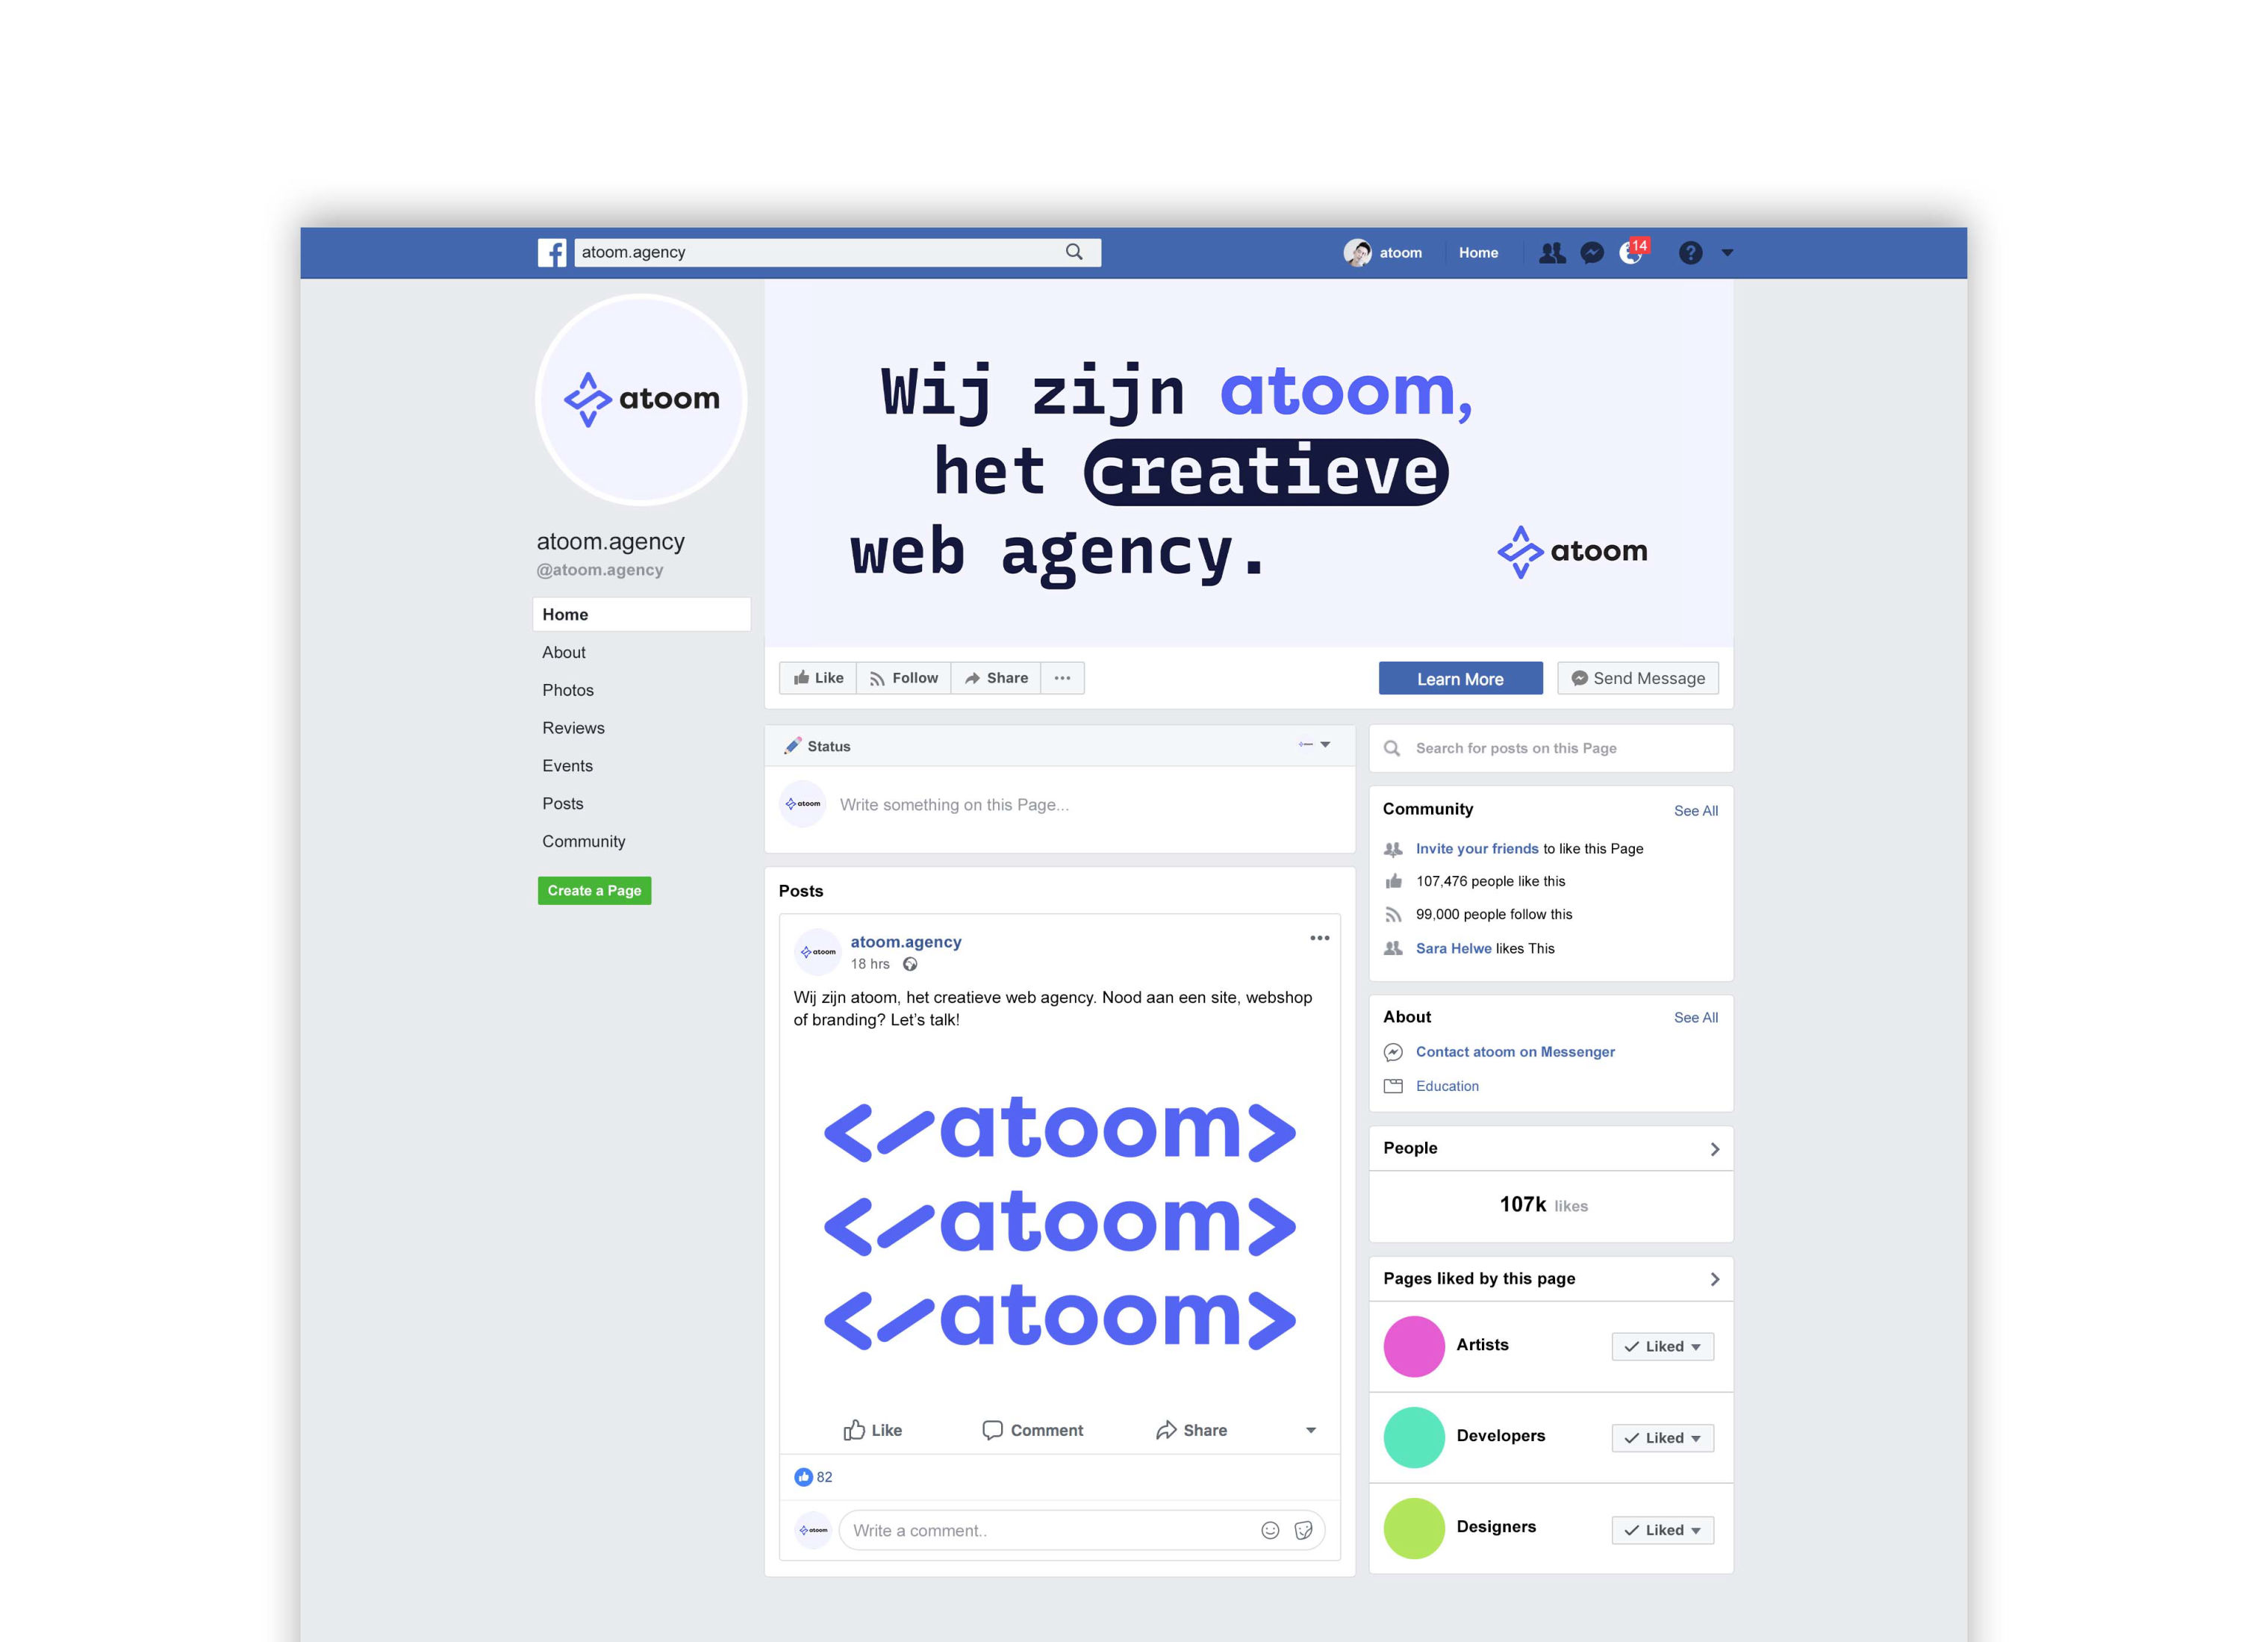 atoom.agency
atoom
Home
14
atoom
Wij zijn atoom,
het creatieve
web agency.
atoom
atoom.agency
@atoom.agency
Home
About
Photos
Reviews
Events
Posts
Community
Create a Page
Like
Follow
Share
Learn More
Send Message
Status
atoom
Write something on this Page...
Posts
atoom
atoom.agency
18 hrs
Wij zijn atoom, het creatieve web agency. Nood aan een site, webshop
of branding? Let's talk!
</atoom>
</atoom>
</atoom>
Like
Comment
Share
82
atoom
Write a comment..
Search for posts on this Page
Community
See All
Invite your friends to like this Page
107,476 people like this
99,000 people follow this
Sara Helwe likes This
About
See All
Contact atoom on Messenger
Education
People
107k likes
Pages liked by this page
Artists
Liked
Developers
Liked
Designers
Liked